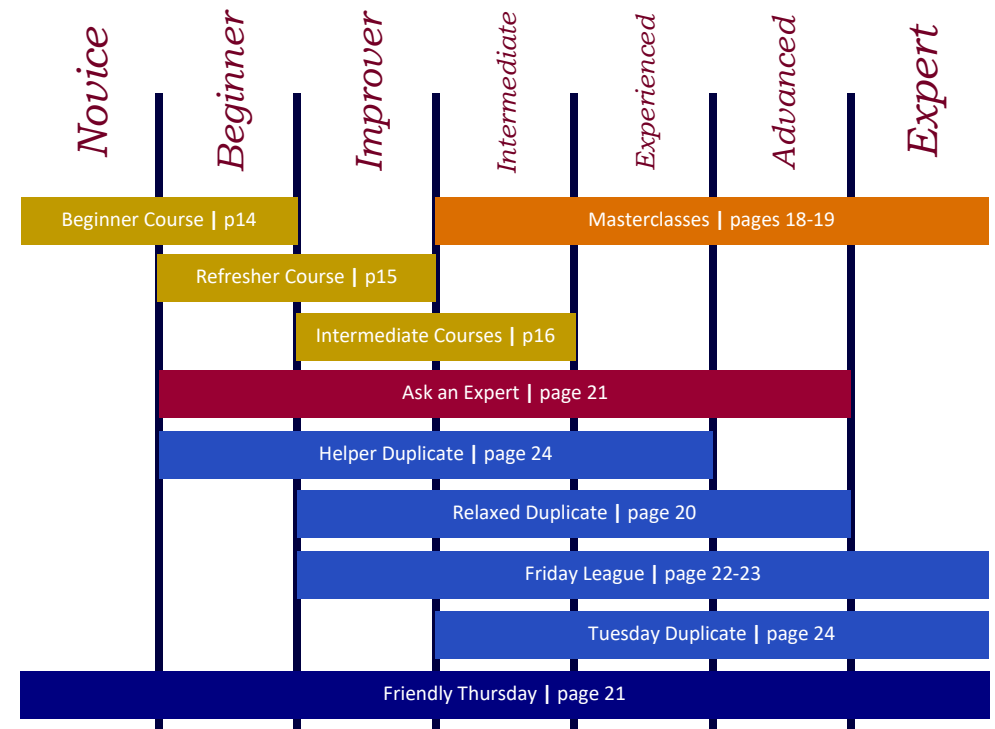 Novice
Beginner
Improver
Intermediate
Experienced
Advanced
Expert
Beginner Course | p14
Masterclasses | pages 18-19
Refresher Course | p15
Intermediate Courses | p16
Ask an Expert | page 21
Helper Duplicate | page 24
Relaxed Duplicate | page 20
Friday League | page 22-23
Tuesday Duplicate | page 24
Friendly Thursday | page 21